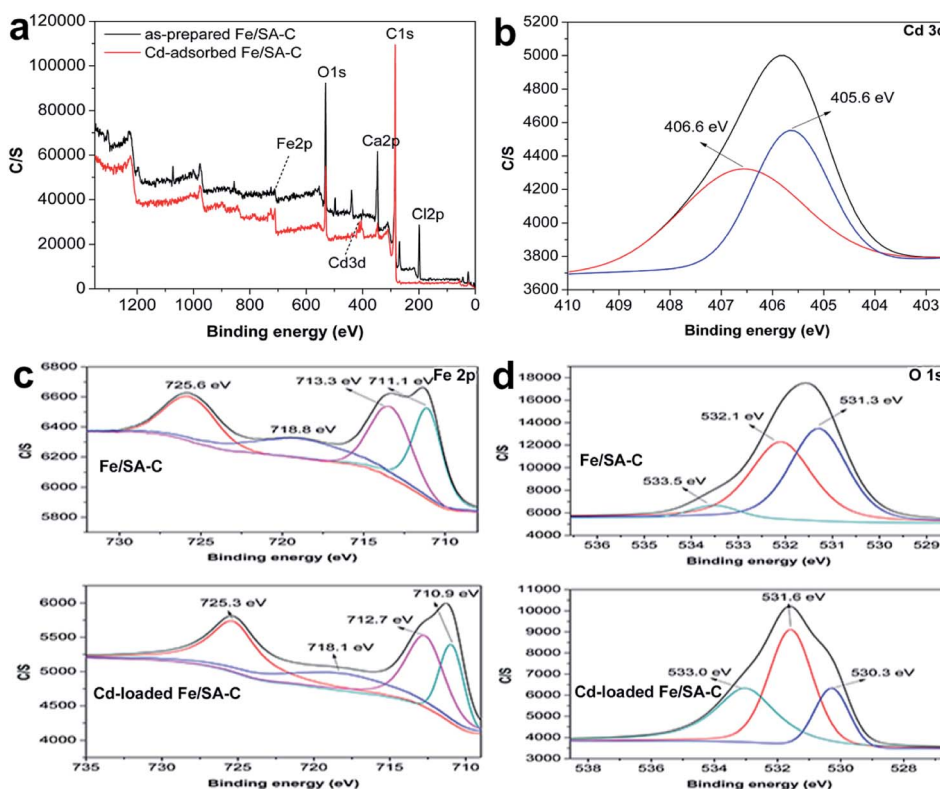 a
as-prepared Fe/SA-C
Cd-adsorbed Fe/SA-C
C1s
O1s
Fe2p
Ca2p
Cl2p
Cd3d
120000
100000
80000
60000
40000
20000
0
C/S
1200 1000 800 600 400 200 0
Binding energy (eV)
b
Cd 3d
406.6 eV
405.6 eV
5200
5000
4800
4600
4400
4200
4000
3800
3600
C/S
410 409 408 407 406 405 404 403
Binding energy (eV)
c
Fe 2p
725.6 eV
713.3 eV
711.1 eV
718.8 eV
Fe/SA-C
6800
6600
6400
6200
6000
5800
C/S
730 725 720 715 710
Binding energy (eV)
725.3 eV
710.9 eV
712.7 eV
718.1 eV
Cd-loaded Fe/SA-C
6000
5500
5000
4500
4000
C/S
735 730 725 720 715 710
Binding energy (eV)
d
O 1s
532.1 eV
531.3 eV
533.5 eV
Fe/SA-C
18000
16000
14000
12000
10000
8000
6000
4000
C/S
536 535 534 533 532 531 530 529
Binding energy (eV)
531.6 eV
533.0 eV
530.3 eV
Cd-loaded Fe/SA-C
11000
10000
9000
8000
7000
6000
5000
4000
3000
C/S
538 536 534 532 530 528
Binding energy (eV)